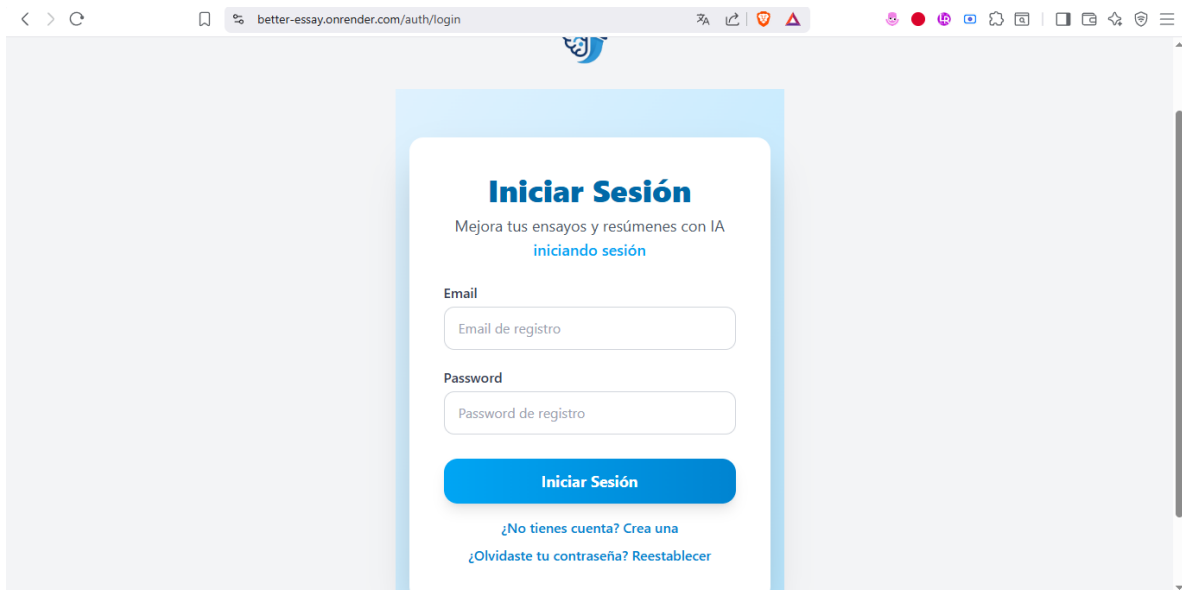 better-essay.onrender.com/auth/login
Iniciar Sesión
Mejora tus ensayos y resúmenes con IA
iniciando sesión
Email
Email de registro
Password
Password de registro
Iniciar Sesión
¿No tienes cuenta? Crea una
¿Olvidaste tu contraseña? Reestablecer